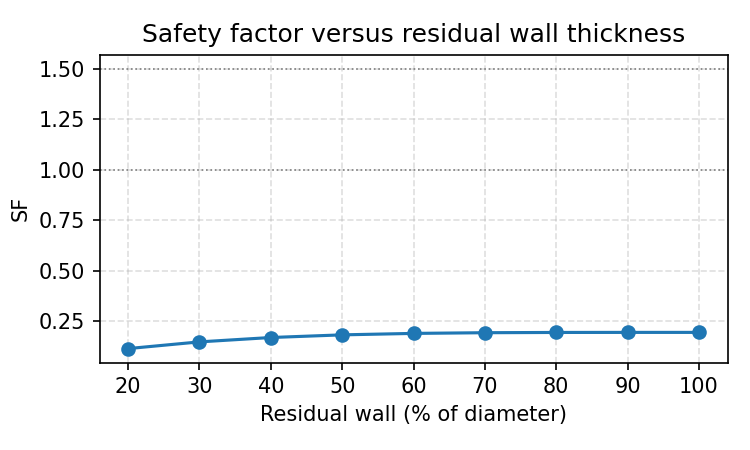 Safety factor versus residual wall thickness
SF
1.50
1.25
1.00
0.75
0.50
0.25
20 30 40 50 60 70 80 90 100
Residual wall (% of diameter)